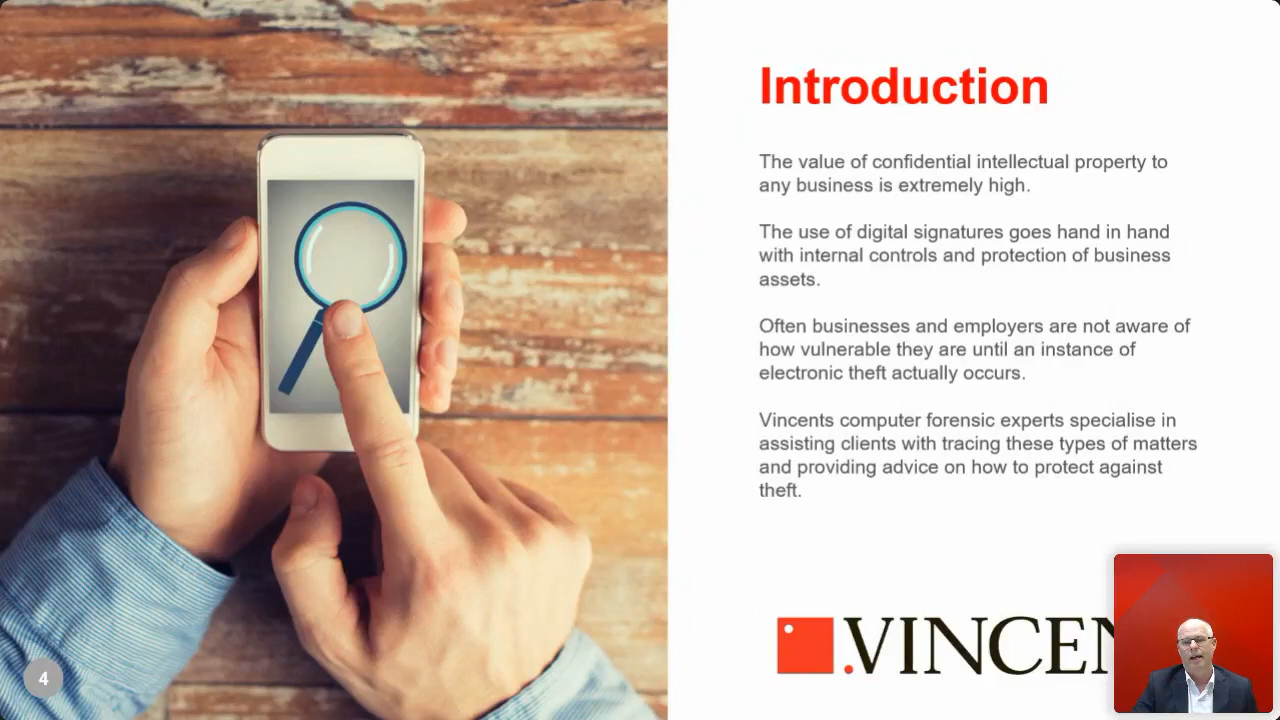 Introduction
The value of confidential intellectual property to
any business is extremely high.
The use of digital signatures goes hand in hand
with internal controls and protection of business
assets.
Often businesses and employers are not aware of
how vulnerable they are until an instance of
electronic theft actually occurs.
Vincents computer forensic experts specialise in
assisting clients with tracing these types of matters
and providing advice on how to protect against
theft.
.VINCEN
4